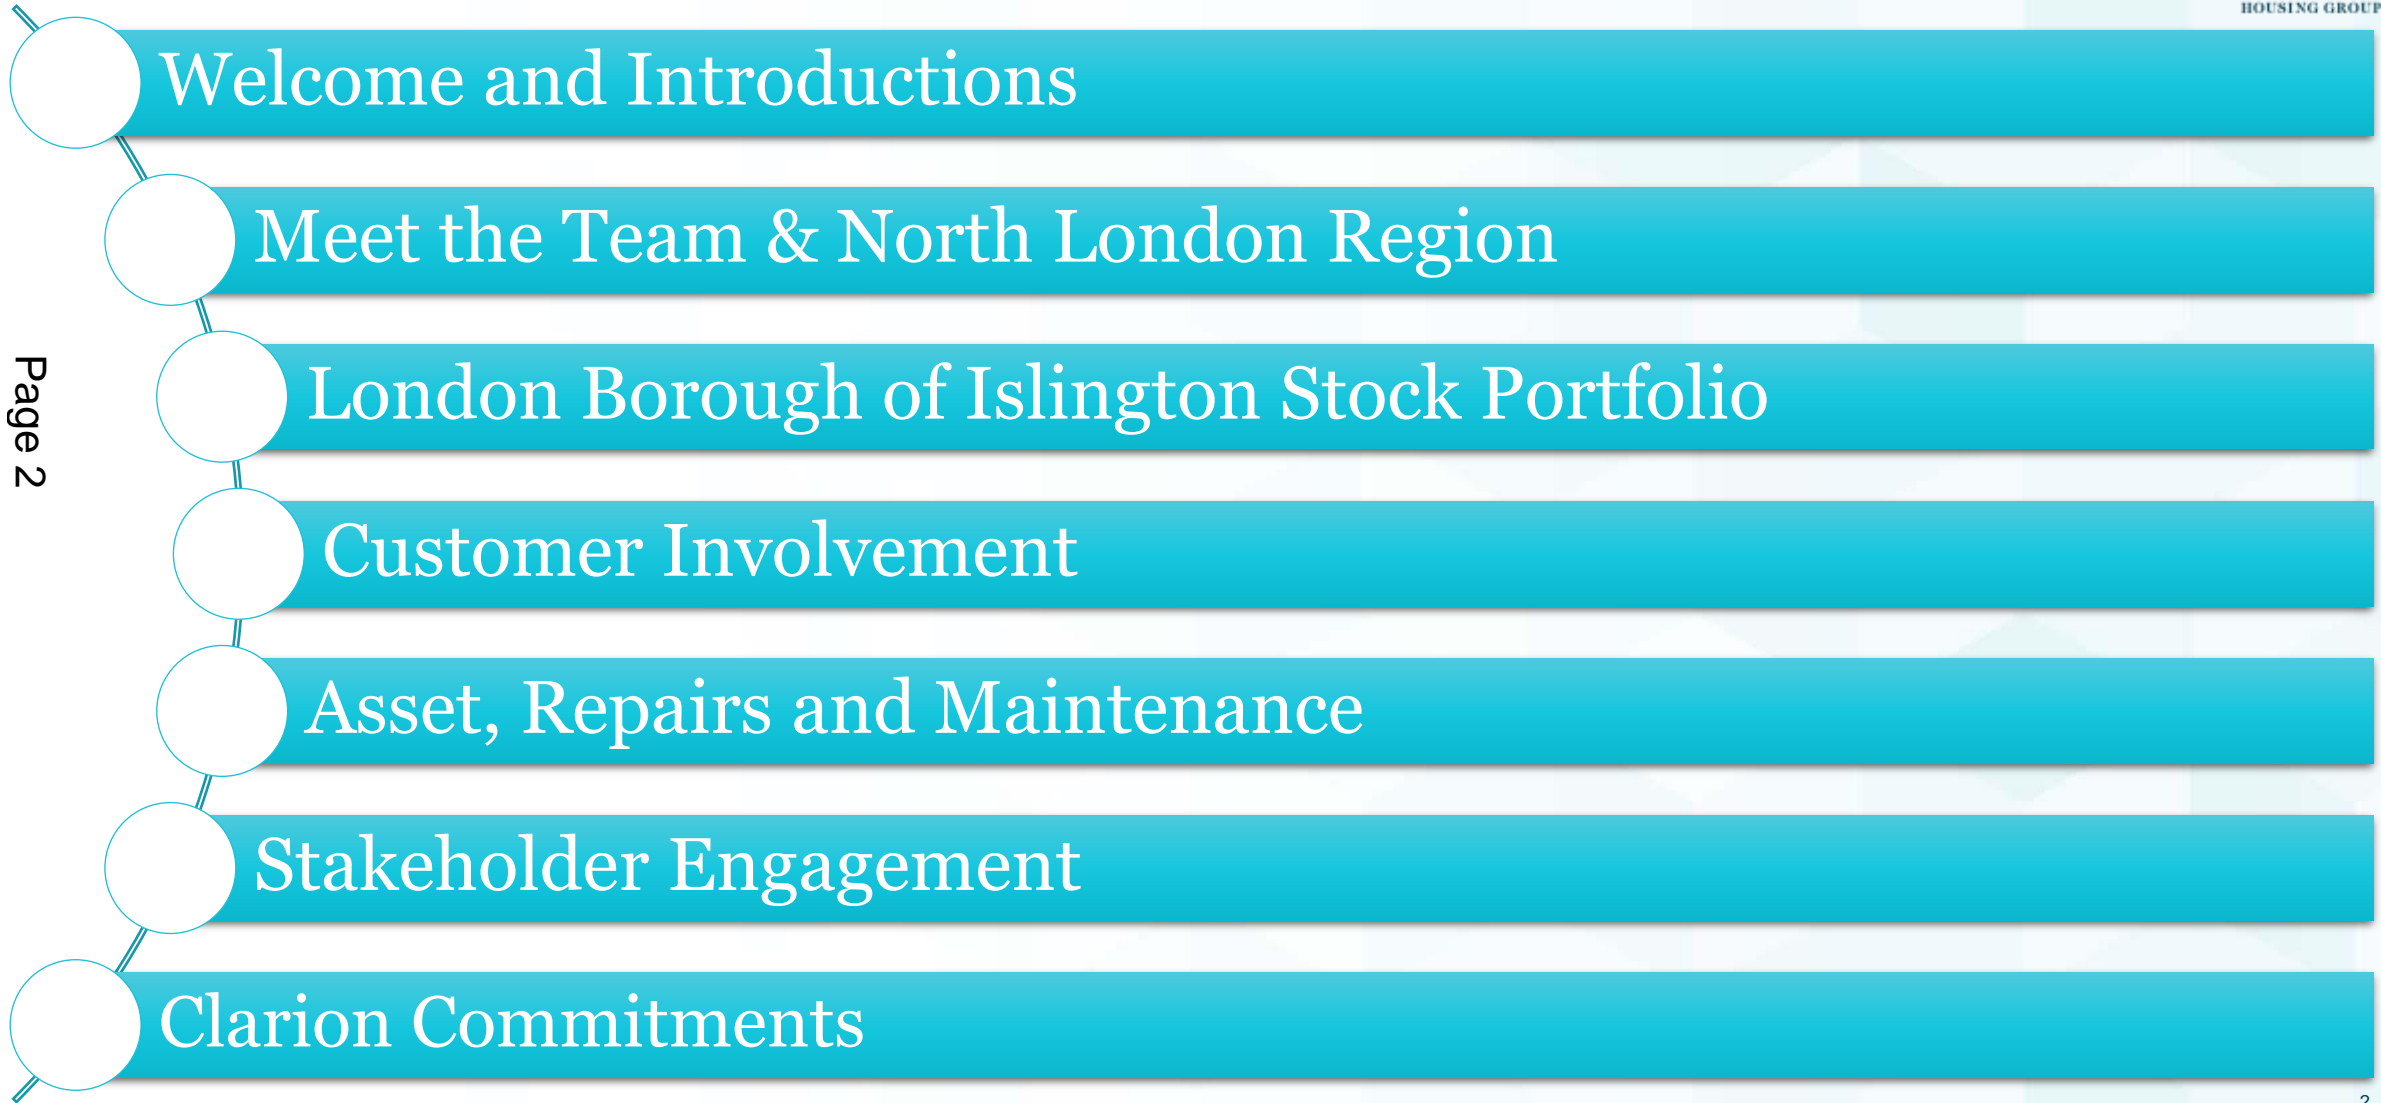 HOUSING GROUP
Welcome and Introductions
Meet the Team & North London Region
London Borough of Islington Stock Portfolio
Customer Involvement
Asset, Repairs and Maintenance
Stakeholder Engagement
Clarion Commitments
Page 2
2